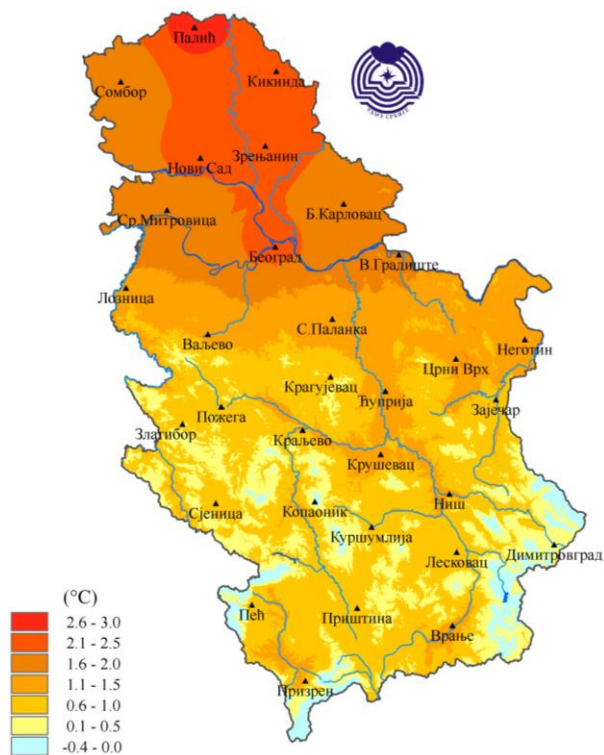 Палић
Кикинда
Сомбор
Зрењанин
Нови Сад
Ср.Митровица
Б.Карловац
Београд
В.Градиште
Лозница
С.Паланка
Ваљево
Неготин
Црни Врх
Крагујевац
Ћуприја
Зајечар
Пожега
Златибор
Краљево
Крушевац
Ниш
Сјеница
Копаоник
Куршумлија
Димитровград
Лесковац
Пећ
Приштина
Врање
Призрен
(°C)
2.6 - 3.0
2.1 - 2.5
1.6 - 2.0
1.1 - 1.5
0.6 - 1.0
0.1 - 0.5
-0.4 - 0.0